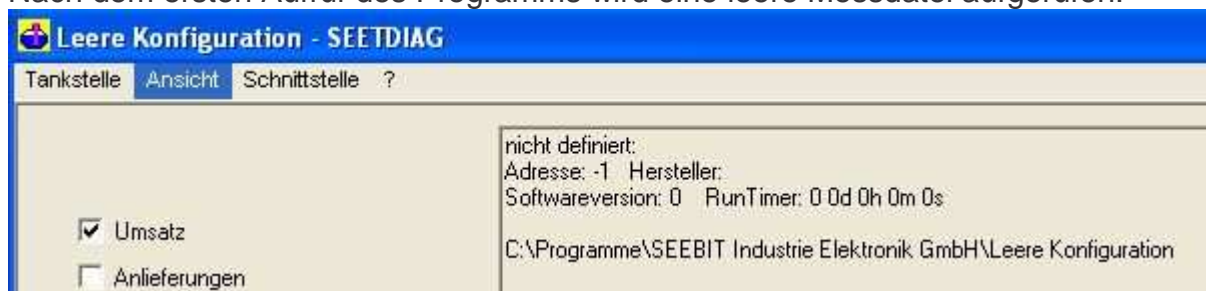 Nach dem ersten Aufruf des Programms wird eine leere Messdatei aufgerufen.
Leere Konfiguration - SEETDIAG
Tankstelle Ansicht Schnittstelle ?
nicht definiert:
Adresse: -1 Hersteller:
Softwareversion: 0 RunTimer: 0 0d 0h 0m 0s
Umsatz
C:\Programme\SEEBIT Industrie Elektronik GmbH\Leere Konfiguration
Anlieferungen